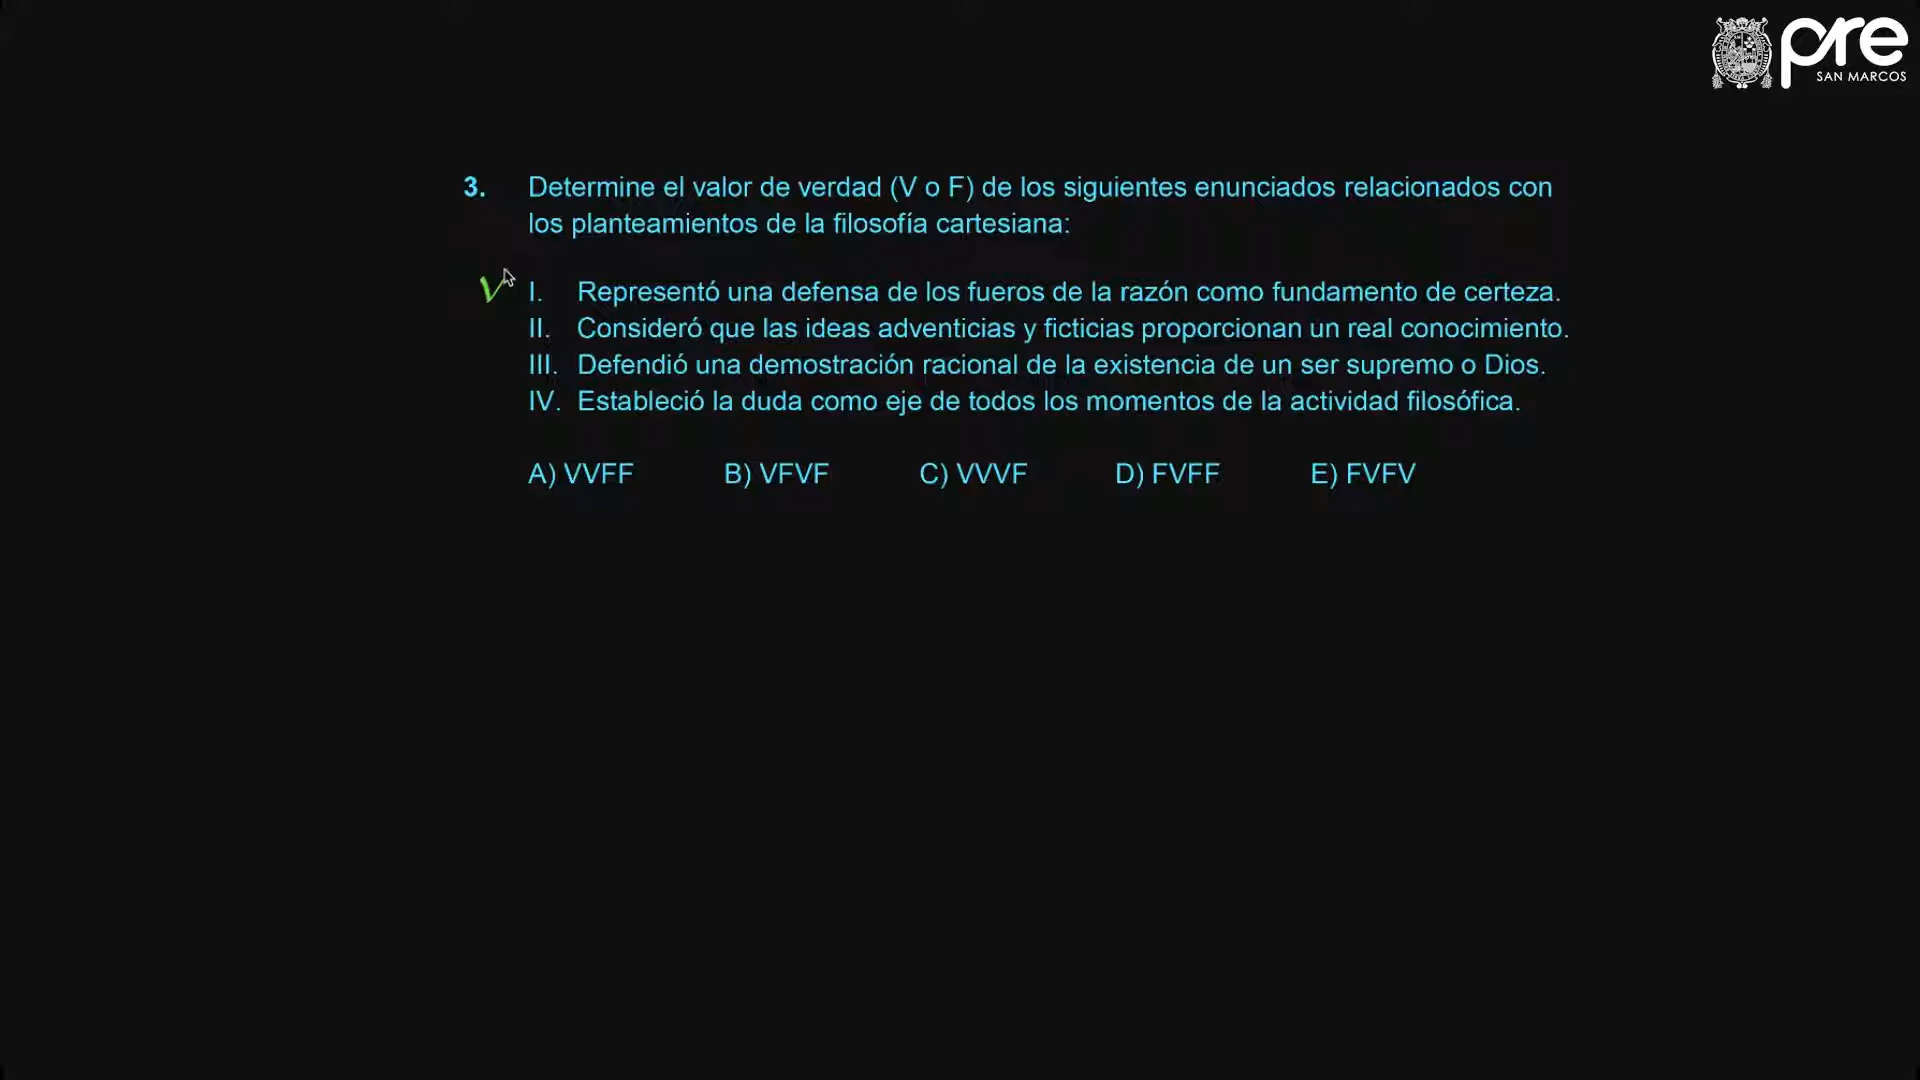 pre
SAN MARCOS
3. Determine el valor de verdad (V o F) de los siguientes enunciados relacionados con
los planteamientos de la filosofía cartesiana:
V I. Representó una defensa de los fueros de la razón como fundamento de certeza.
II. Consideró que las ideas adventicias y ficticias proporcionan un real conocimiento.
III. Defendió una demostración racional de la existencia de un ser supremo o Dios.
IV. Estableció la duda como eje de todos los momentos de la actividad filosófica.
A) VVFF B) VFVF C) VVVF D) FVFF E) FVFV